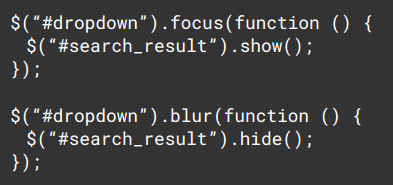 $(“#dropdown”).focus(function () {
$(“#search_result”).show();
});
$(“#dropdown”).blur(function () {
$(“#search_result”).hide();
});